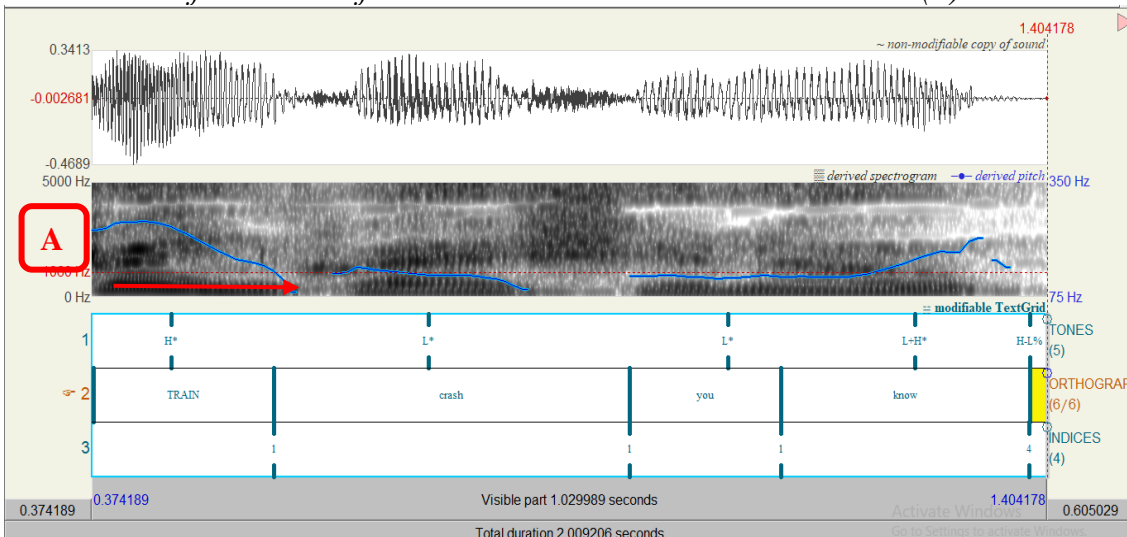 1.404178
0.3413
~ non-modifiable copy of sound
-0.002681
-0.4689
5000 Hz
derived spectrogram
derived pitch
350 Hz
A
1000 Hz
0 Hz
75 Hz
modifiable TextGrid
1
H*
L*
L*
L+H*
H-L%
TONES
(5)
2
TRAIN
crash
you
know
ORTHOGRAF
(6/6)
3
1
1
1
4
INDICES
(4)
0.374189
0.374189
Visible part 1.029989 seconds
1.404178
0.605029
Total duration 2.009206 seconds
Activate Windows
Go to Settings to activate Windows.